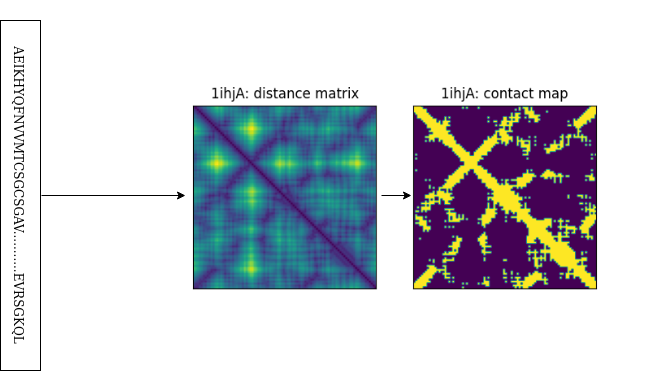 AEIKHYQFNVVMTCSGCSGAV............EVRSGKQL
1ihjA: distance matrix
1ihjA: contact map